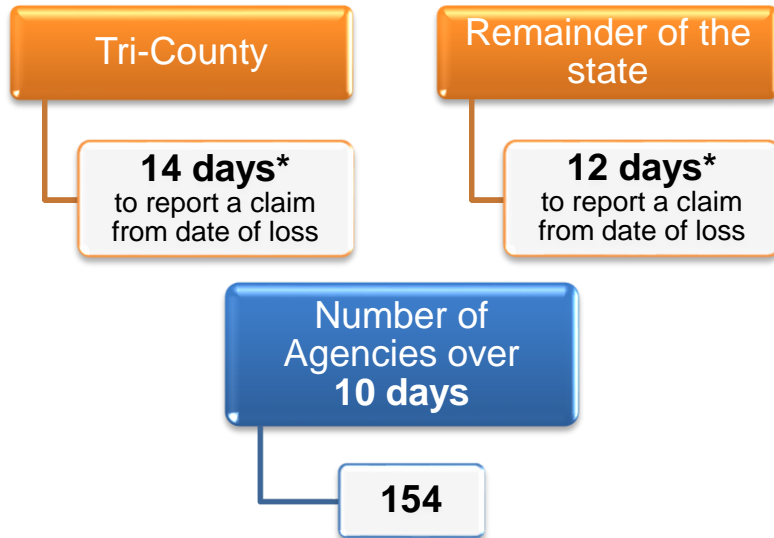 Tri-County
14 days*
to report a claim
from date of loss
Remainder of the
state
12 days*
to report a claim
from date of loss
Number of
Agencies over
10 days
154